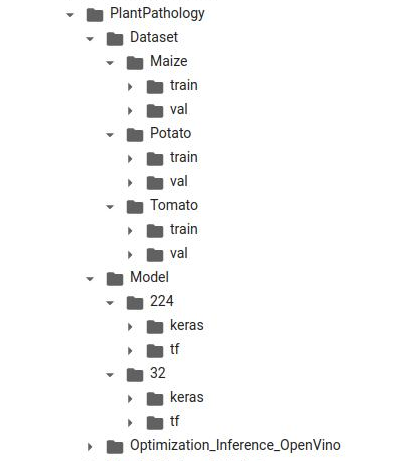 PlantPathology
Dataset
Maize
train
val
Potato
train
val
Tomato
train
val
Model
224
keras
tf
32
keras
tf
Optimization_Inference_OpenVino